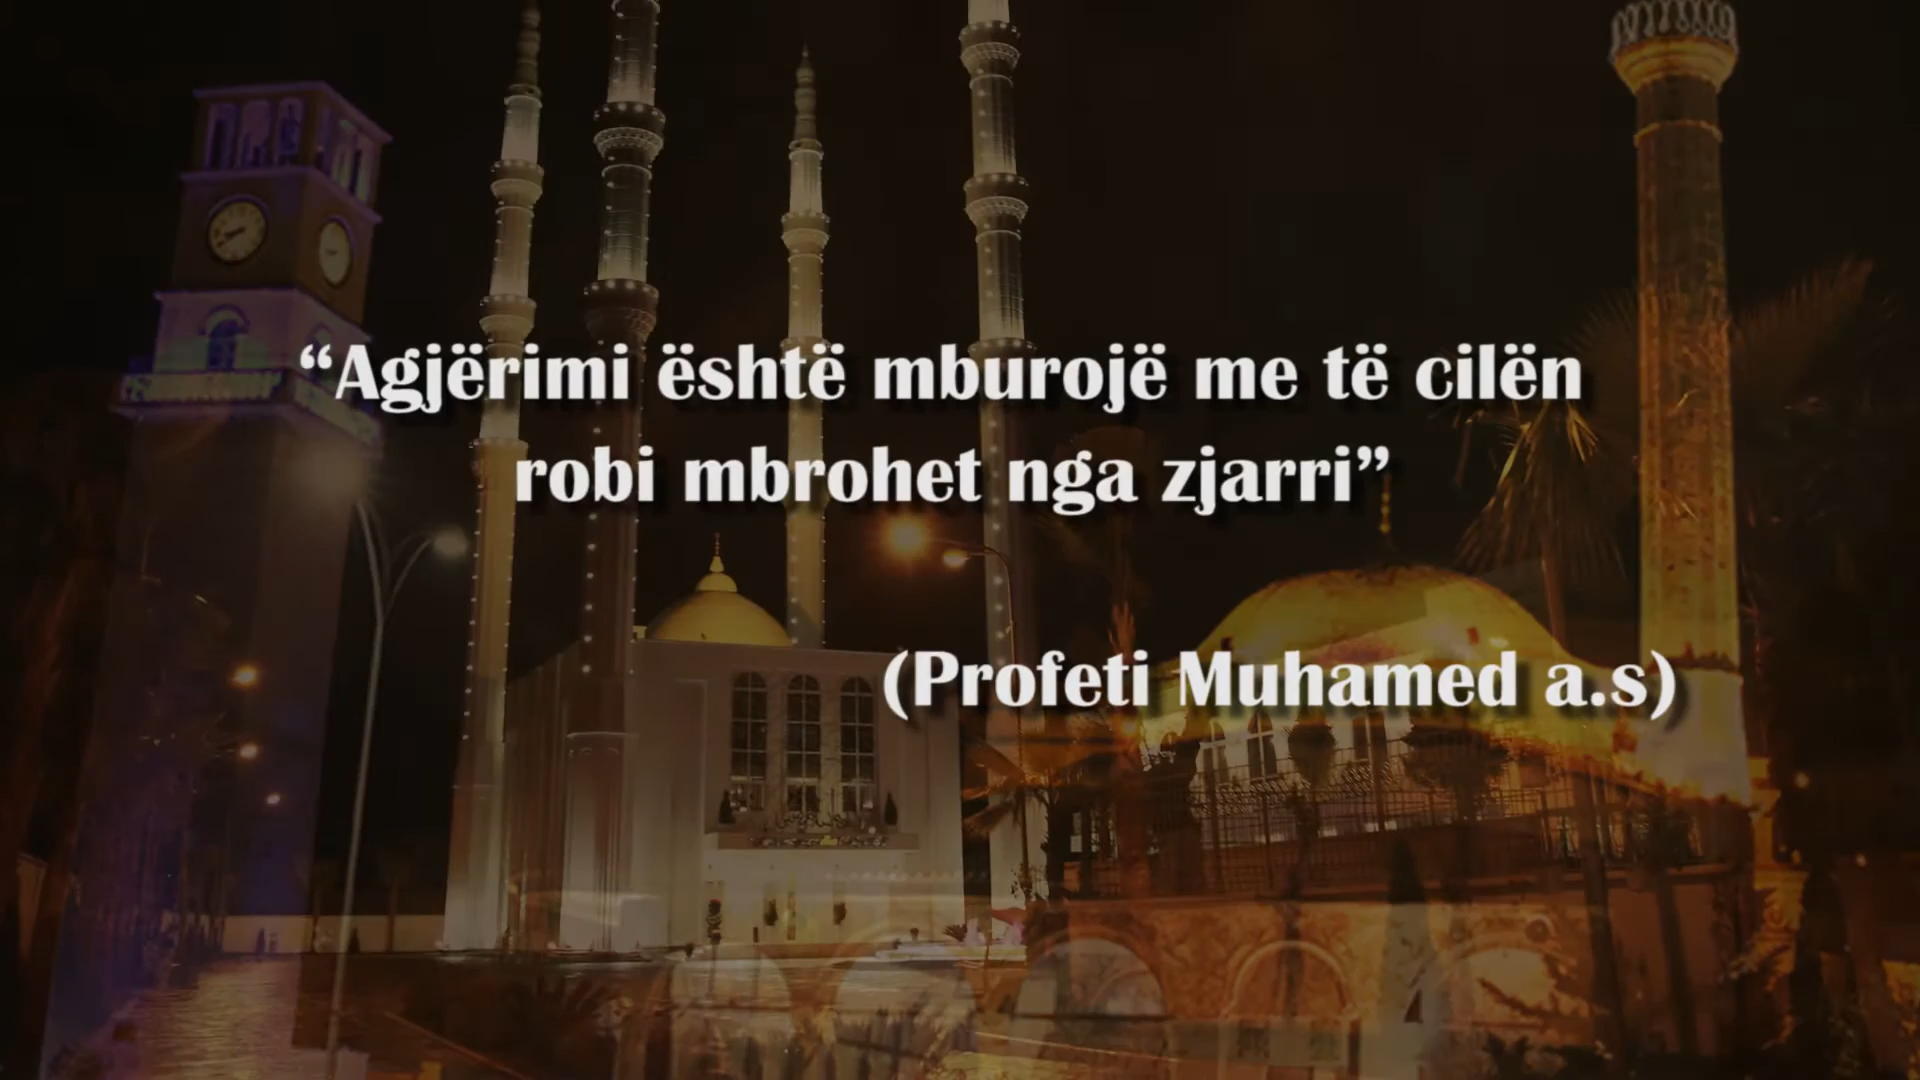 “Agjërimi është mburojë me të cilën
robi mbrohet nga zjarri”
(Profeti Muhamed a.s)